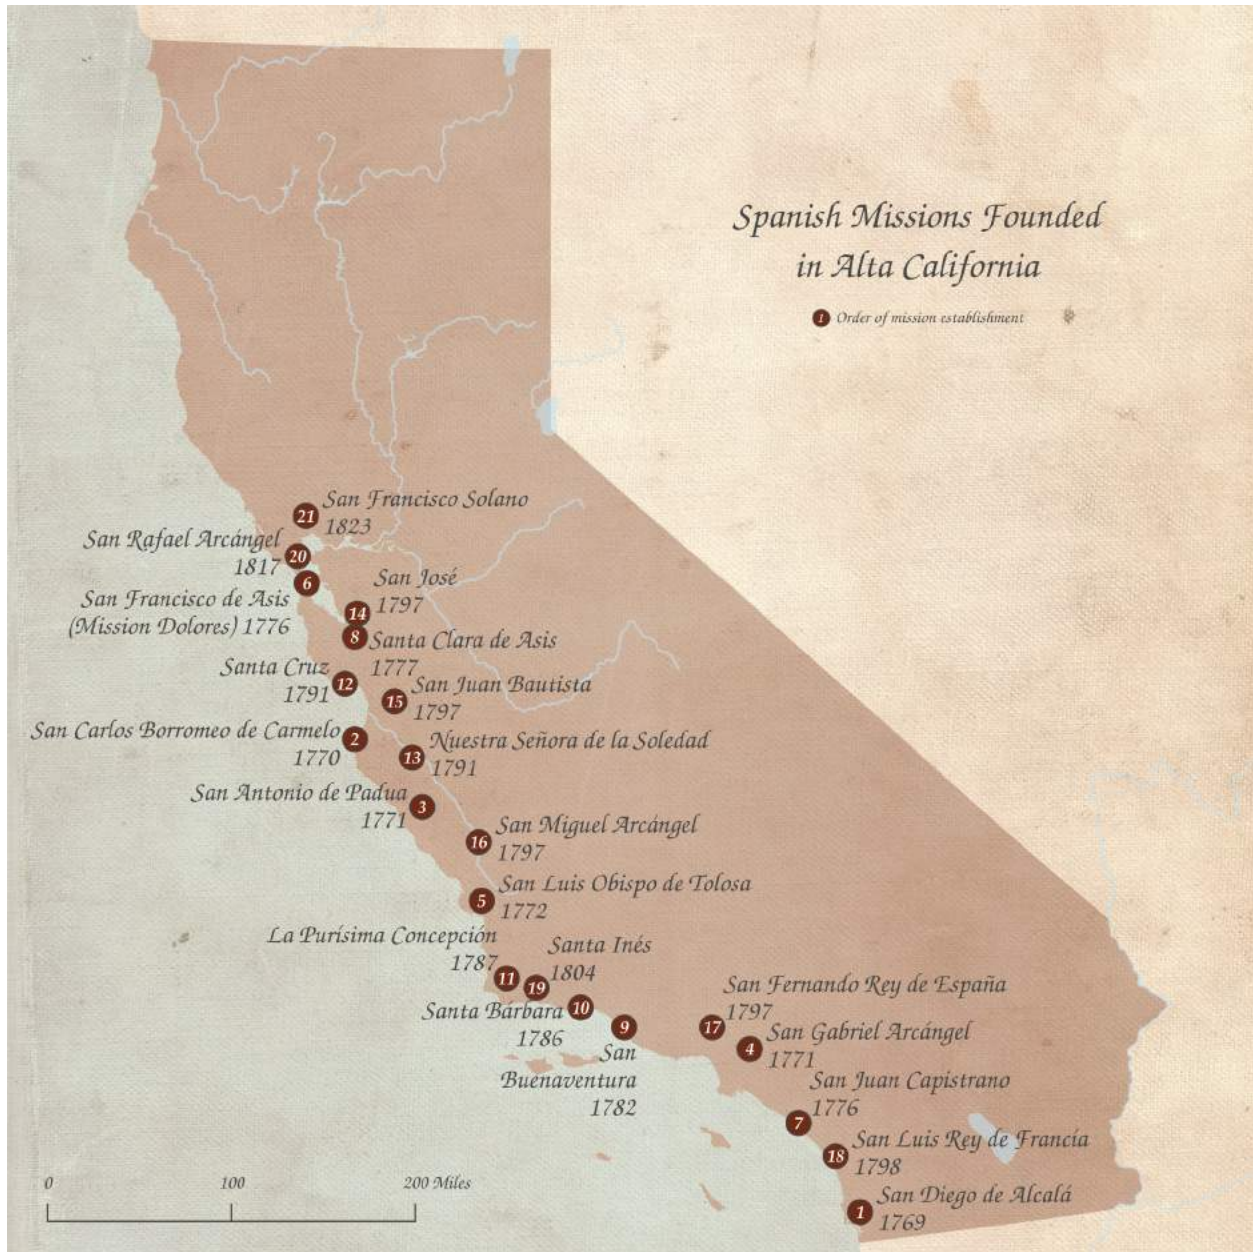 Spanish Missions Founded
in Alta California
1 Order of mission establishment
21 San Francisco Solano
1823
San Rafael Arcángel 20
1817
6
San Francisco de Asis
(Mission Dolores) 1776
San José
14 1797
8 Santa Clara de Asis
1777
Santa Cruz 12
1791
15 San Juan Bautista
1797
San Carlos Borromeo de Carmelo 2
1770
13 Nuestra Señora de la Soledad
1791
San Antonio de Padua 3
1771
16 San Miguel Arcángel
1797
5 San Luis Obispo de Tolosa
1772
La Purísima Concepción
1787 11
Santa Inés
19 1804
Santa Bárbara 10
1786
9
San
Buenaventura
1782
San Fernando Rey de España
17 1797
4 San Gabriel Arcángel
1771
San Juan Capistrano
7 1776
18 San Luis Rey de Francia
1798
San Diego de Alcalá
1 1769
0 100 200 Miles